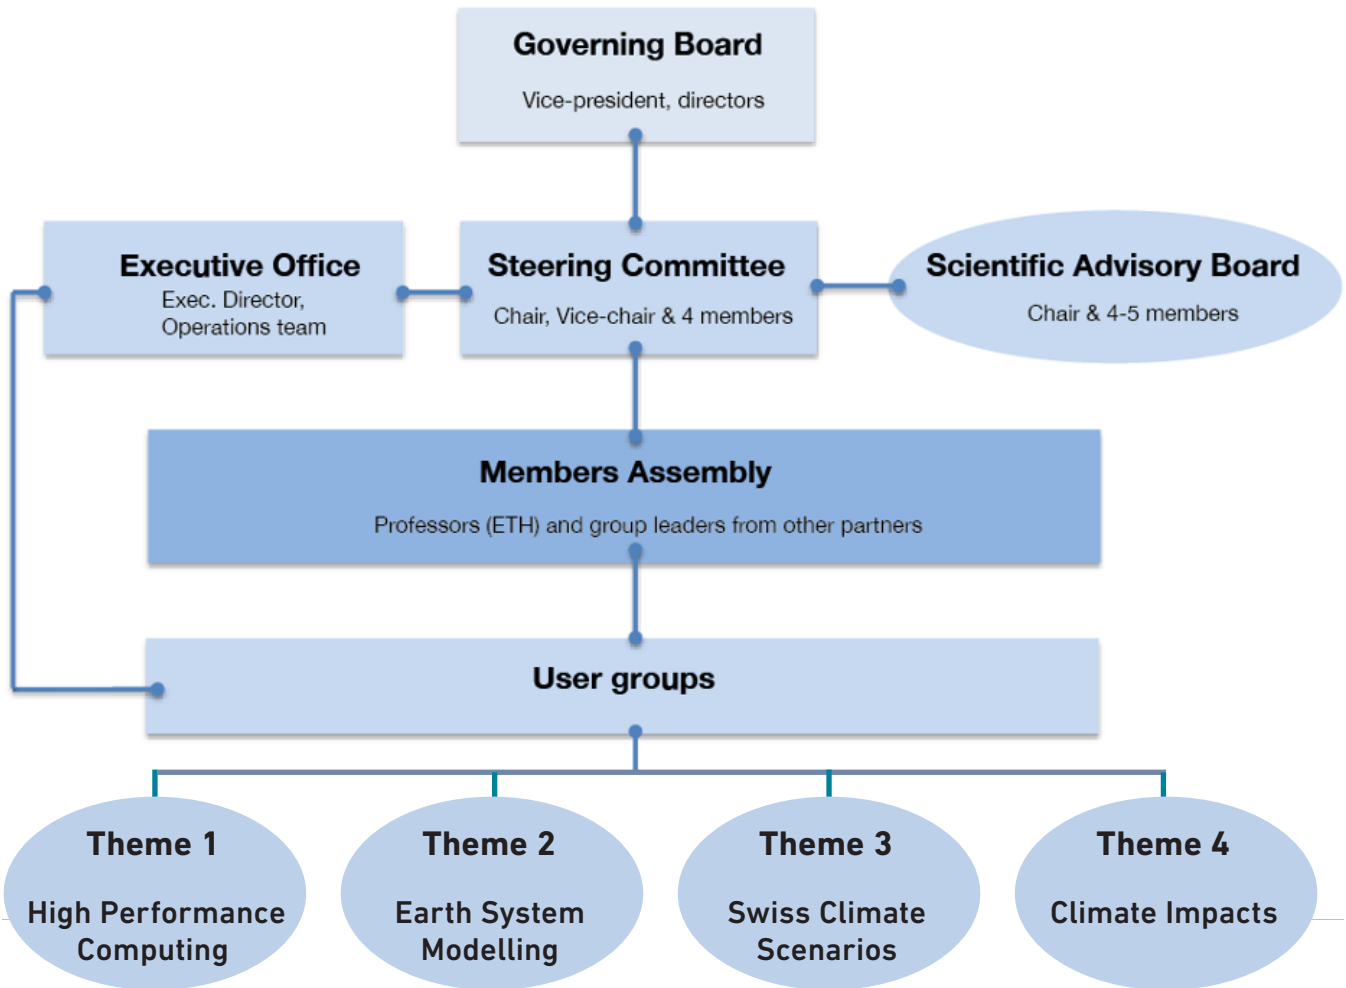 Governing Board
Vice-president, directors
Executive Office
Exec. Director,
Operations team
Steering Committee
Chair, Vice-chair & 4 members
Scientific Advisory Board
Chair & 4-5 members
Members Assembly
Professors (ETH) and group leaders from other partners
User groups
Theme 1
High Performance
Computing
Theme 2
Earth System
Modelling
Theme 3
Swiss Climate
Scenarios
Theme 4
Climate Impacts